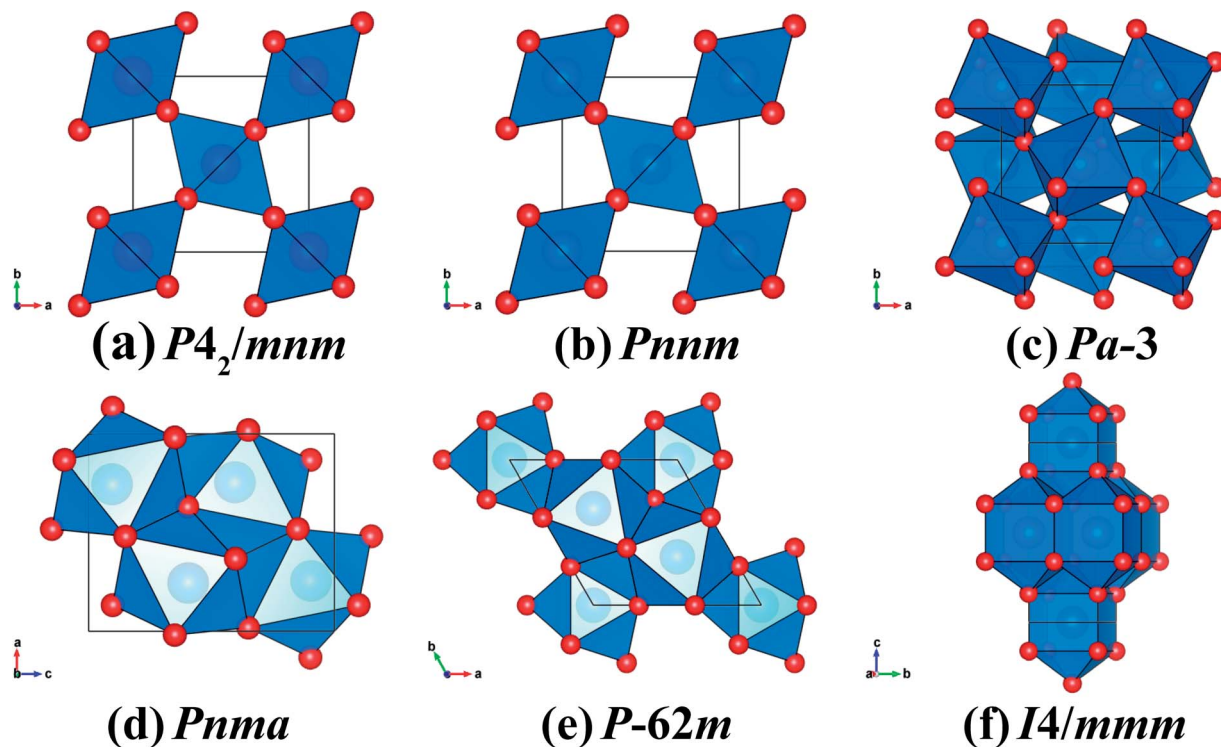 b
a
(a) P4₂/mnm
b
a
(b) Pnnm
b
a
(c) Pa-3
a
b
c
(d) Pnma
b
a
(e) P-62m
c
a
b
(f) I4/mmm